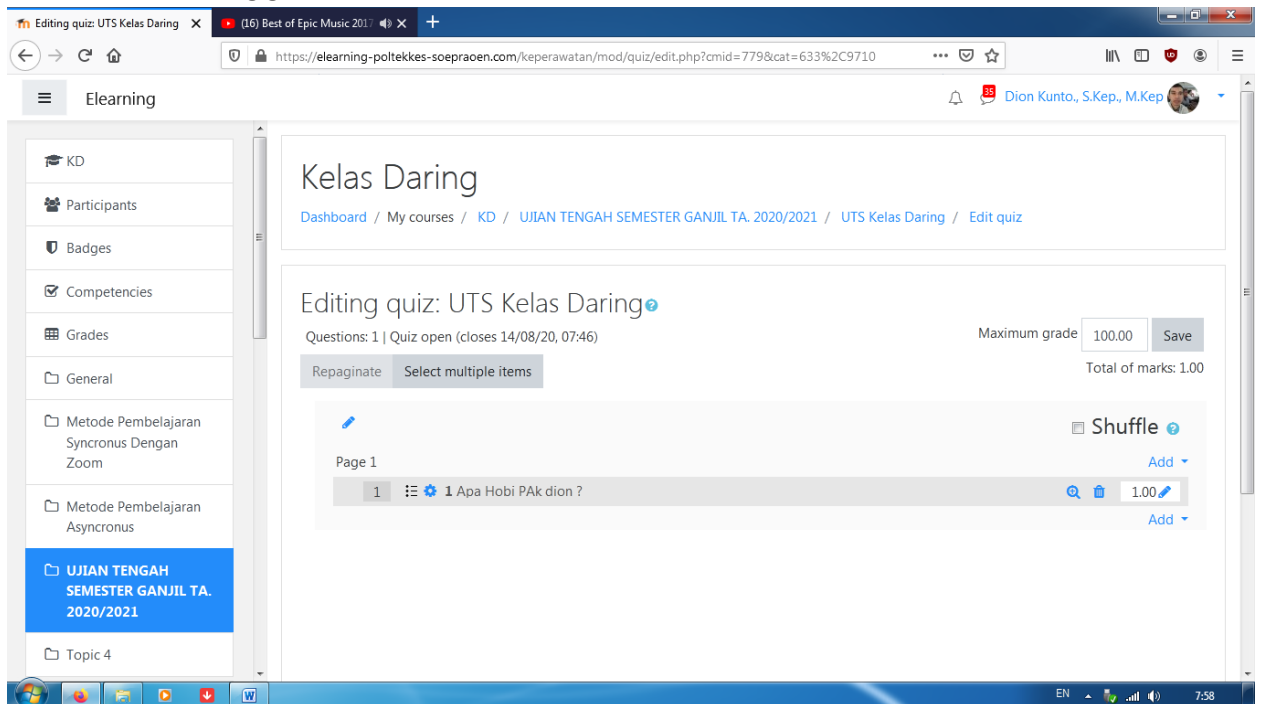 Editing quiz: UTS Kelas Daring
(16) Best of Epic Music 2017
https://elearning-poltekkes-soepraoen.com/keperawatan/mod/quiz/edit.php?cmid=779&cat=633%2C9710
Elearning
35
Dion Kunto., S.Kep., M.Kep
KD
Participants
Badges
Competencies
Grades
General
Metode Pembelajaran
Syncronus Dengan
Zoom
Metode Pembelajaran
Asyncronus
UJIAN TENGAH
SEMESTER GANJIL TA.
2020/2021
Topic 4
Kelas Daring
Dashboard / My courses / KD / UJIAN TENGAH SEMESTER GANJIL TA. 2020/2021 / UTS Kelas Daring / Edit quiz
Editing quiz: UTS Kelas Daring
Questions: 1 | Quiz open (closes 14/08/20, 07:46)
Maximum grade 100.00 Save
Repaginate Select multiple items
Total of marks: 1.00
Shuffle
Page 1
Add
1 1 Apa Hobi PAk dion ? 1.00
Add
EN 7:58